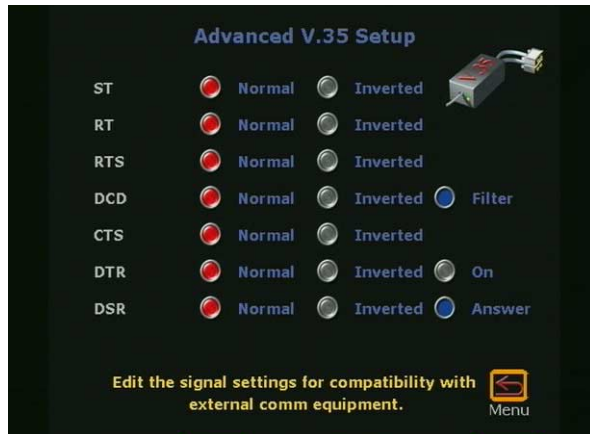 Advanced V.35 Setup
V.35
ST Normal Inverted
RT Normal Inverted
RTS Normal Inverted
DCD Normal Inverted Filter
CTS Normal Inverted
DTR Normal Inverted On
DSR Normal Inverted Answer
Edit the signal settings for compatibility with
external comm equipment.
Menu